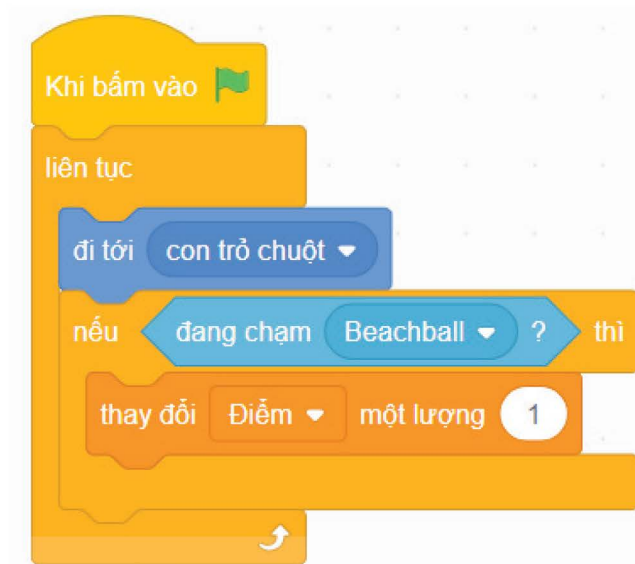 Khi bấm vào
liên tục
đi tới con trỏ chuột
nếu đang chạm Beachball ? thì
thay đổi Điểm một lượng 1